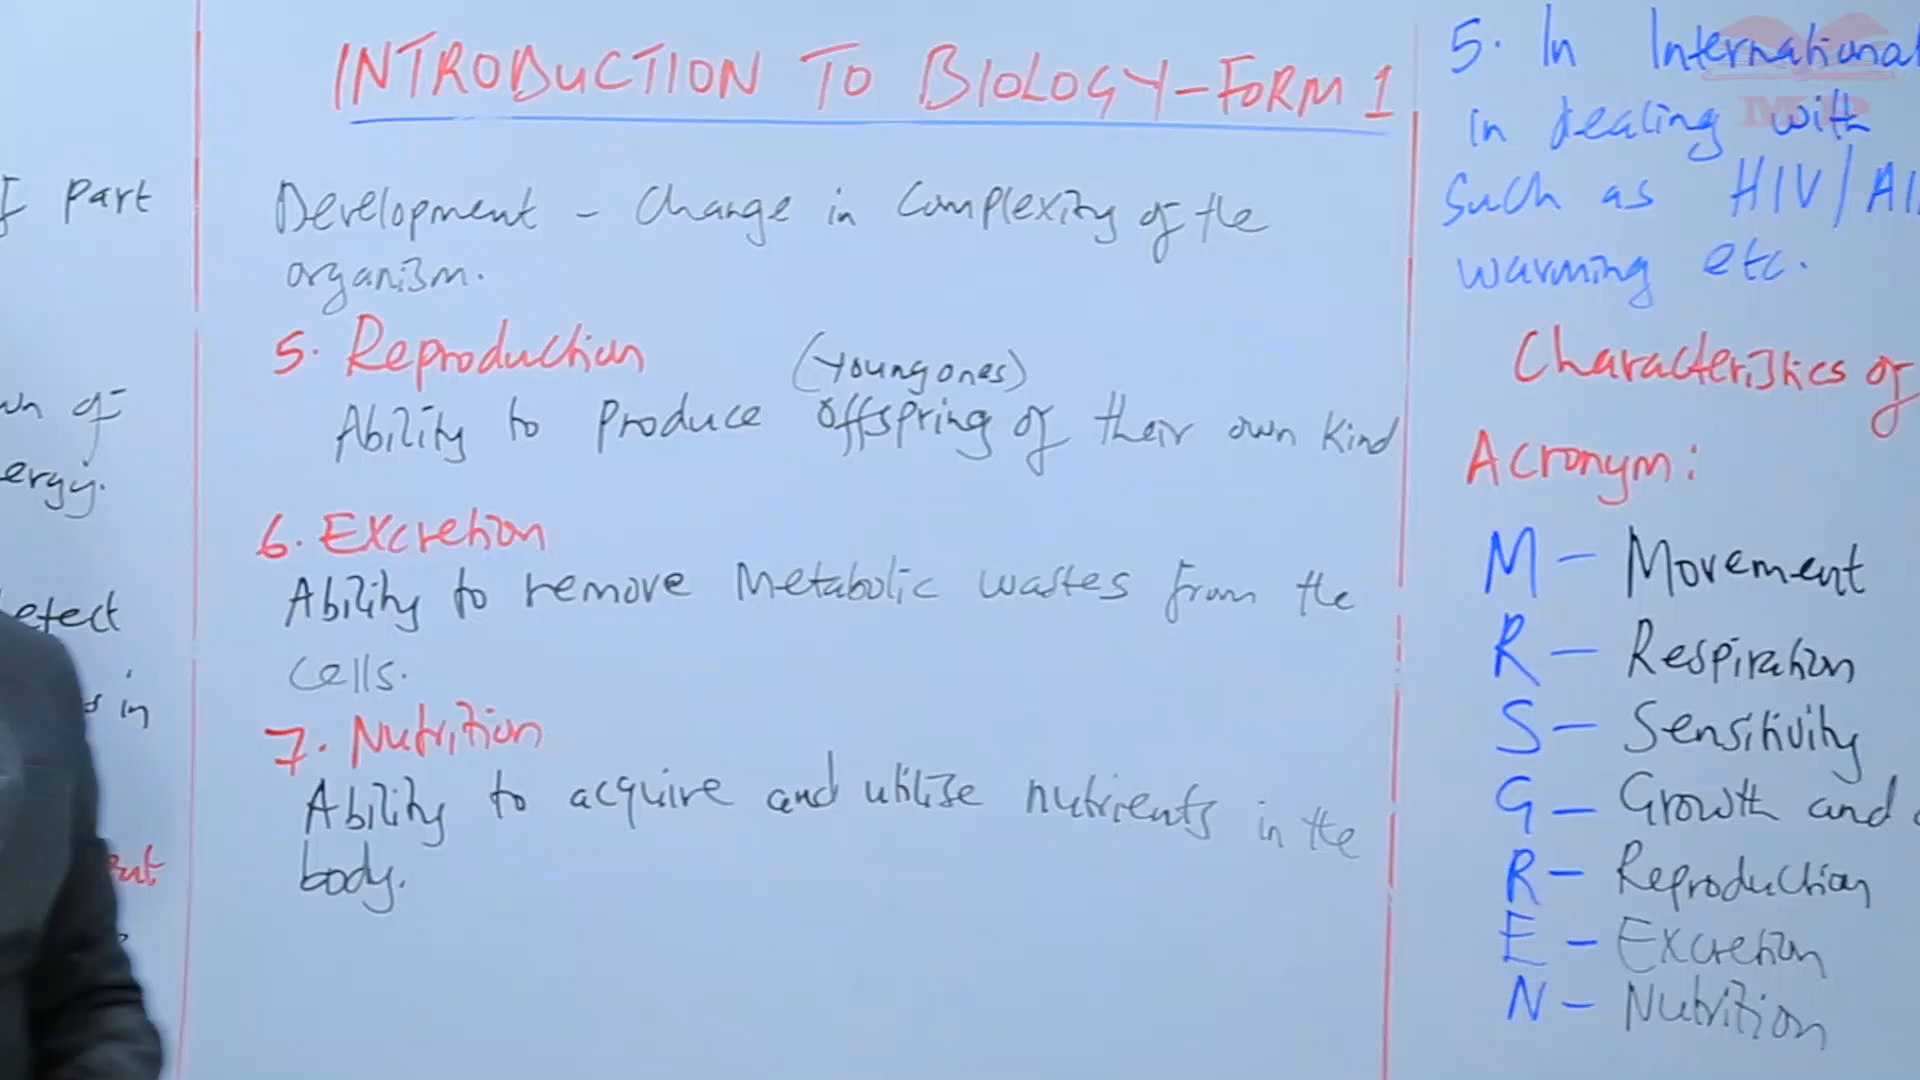 INTRODUCTION TO BIOLOGY-FORM 1
part
of
ergy.
etect
in
Development - Change in Complexity of the
organism.
5. Reproduction
(young ones)
Ability to produce offspring of their own kind
6. Excretion
Ability to remove Metabolic wastes from the
cells.
7. Nutrition
Ability to acquire and utilise nutrients in the
body.
5. In International
in dealing with
Such as HIV/AI
warming etc.
Characteristics of
Acronym:
M - Movement
R - Respiration
S - Sensitivity
G - Growth and
R - Reproduction
E - Excretion
N - Nutrition